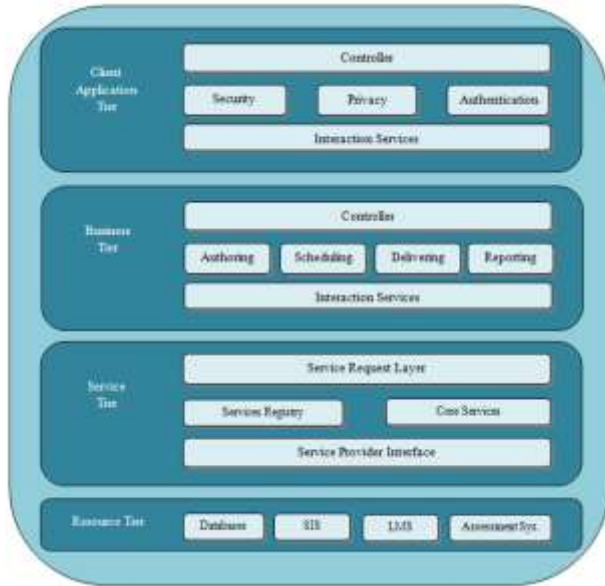 Client
Application
Tier
Controller
Security
Privacy
Authentication
Interaction Services
Business
Tier
Controller
Authoring
Scheduling
Delivering
Reporting
Interaction Services
Service
Tier
Service Request Layer
Services Registry
Core Services
Service Provider Interface
Resource Tier
Databases
SIS
LMS
Assessment Sys.